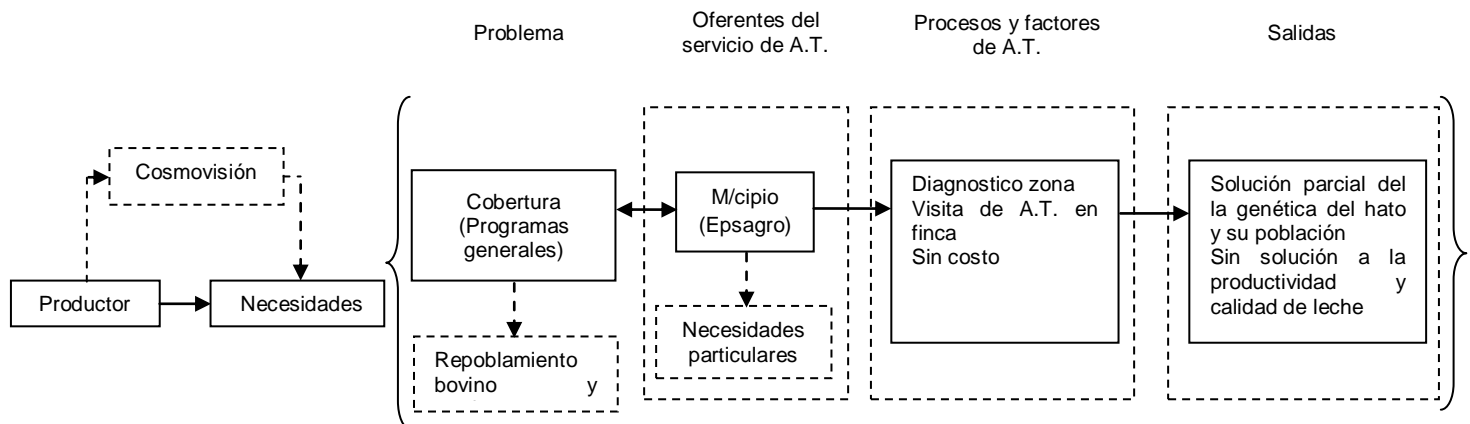 Problema
Oferentes del
servicio de A.T.
Procesos y factores
de A.T.
Salidas
Cosmovisión
Productor
Necesidades
Cobertura
(Programas
generales)
Repoblamiento
bovino y
M/cipio
(Epsagro)
Necesidades
particulares
Diagnostico zona
Visita de A.T. en
finca
Sin costo
Solución parcial del
la genética del hato
y su población
Sin solución a la
productividad y
calidad de leche